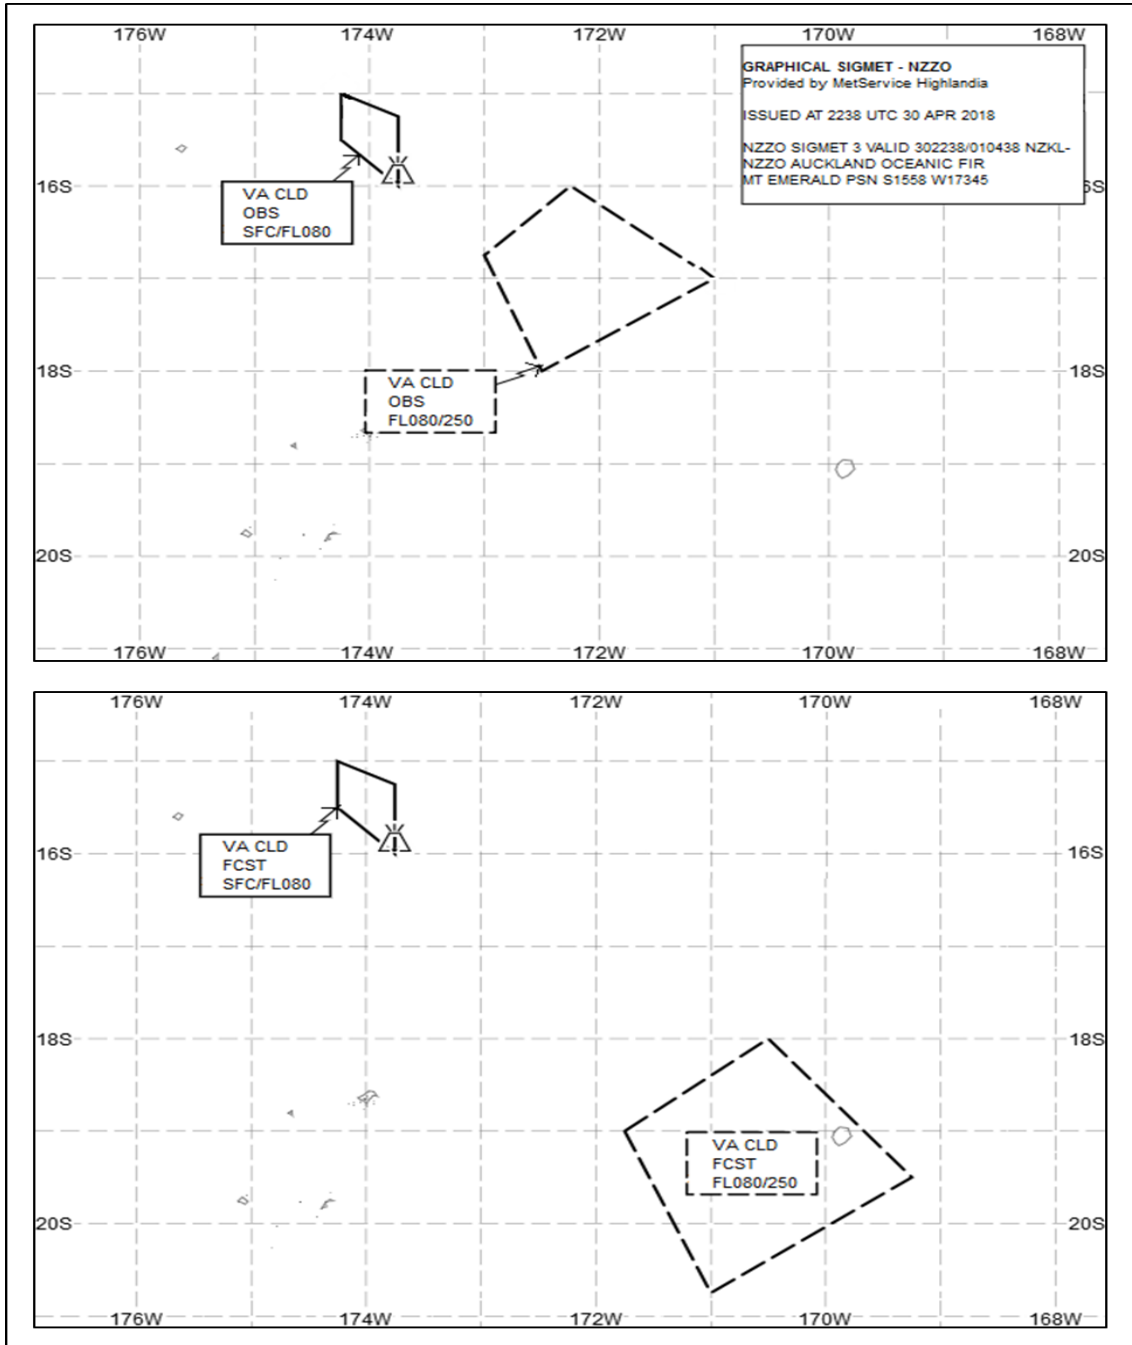 176W 174W 172W 170W 168W
GRAPHICAL SIGMET - NZZO
Provided by MetService Highlandia
ISSUED AT 2238 UTC 30 APR 2018
NZZO SIGMET 3 VALID 302238/010438 NZKL-
NZZO AUCKLAND OCEANIC FIR
MT EMERALD PSN S1558 W17345
16S 6S
VA CLD
OBS
SFC/FL080
18S 18S
VA CLD
OBS
FL080/250
20S 20S
176W 174W 172W 170W 168W
176W 174W 172W 170W 168W
VA CLD
FCST
SFC/FL080
16S 16S
18S 18S
VA CLD
FCST
FL080/250
20S 20S
176W 174W 172W 170W 168W